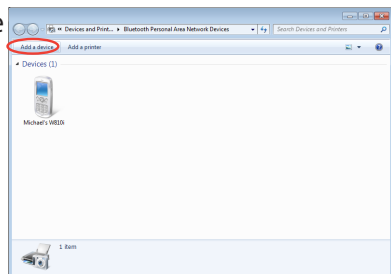 e
« Devices and Print... ▸ Bluetooth Personal Area Network Devices
Search Devices and Printers
Add a device
Add a printer
Devices (1)
Michael's W810i
1 item